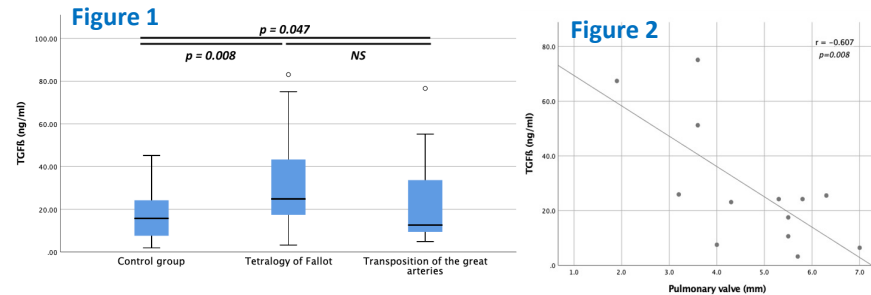 Figure 1
p = 0.047
p = 0.008
NS
TGFß (ng/ml)
100.00
80.00
60.00
40.00
20.00
.00
Control group
Tetralogy of Fallot
Transposition of the great
arteries
Figure 2
r = −0.607
p=0.008
TGFß (ng/ml)
80.0
60.0
40.0
20.0
.0
1.0 2.0 3.0 4.0 5.0 6.0 7.0
Pulmonary valve (mm)